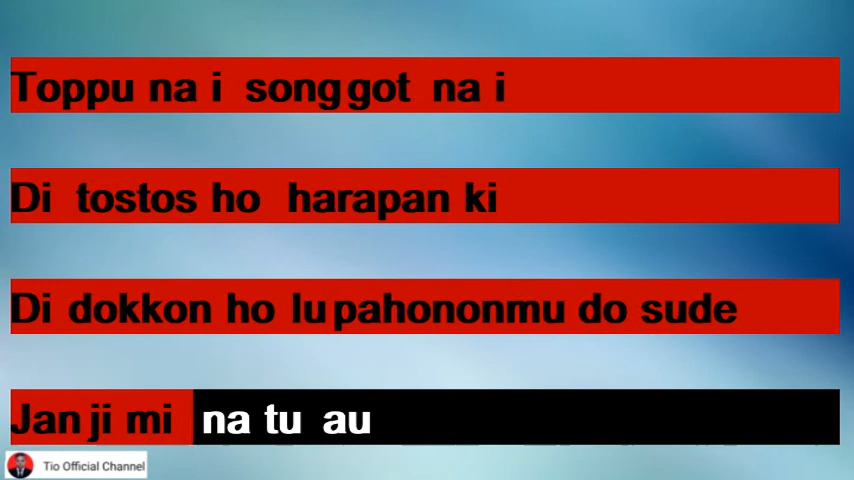 Toppu na i songgot na i
Di tostos ho harapan ki
Di dokkon ho lupahononmu do sude
Janji mi na tu au
Tio Official Channel